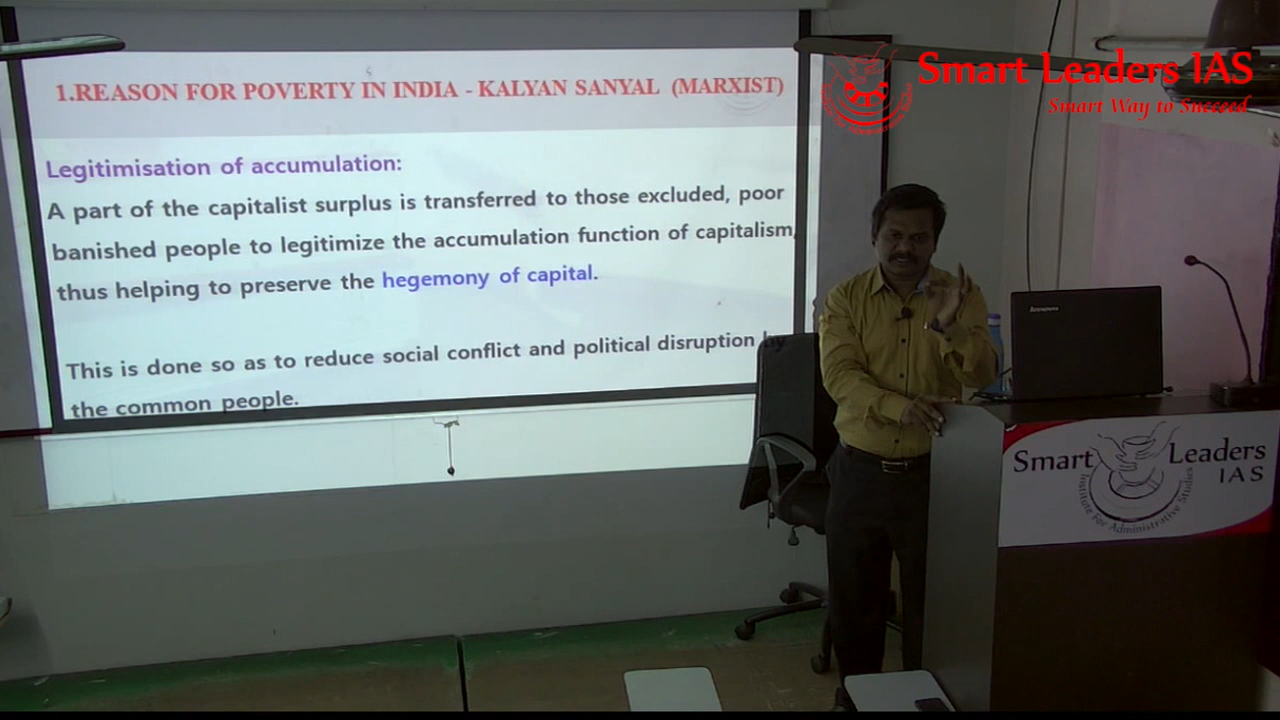 1.REASON FOR POVERTY IN INDIA - KALYAN SANYAL (MARXIST)
Legitimisation of accumulation:
A part of the capitalist surplus is transferred to those excluded, poor
banished people to legitimize the accumulation function of capitalism,
thus helping to preserve the hegemony of capital.
This is done so as to reduce social conflict and political disruption by
the common people.
Smart Leaders IAS
Smart Way to Succeed
Lenovo
Smart Leaders
IAS
Institute For Administrative Studies